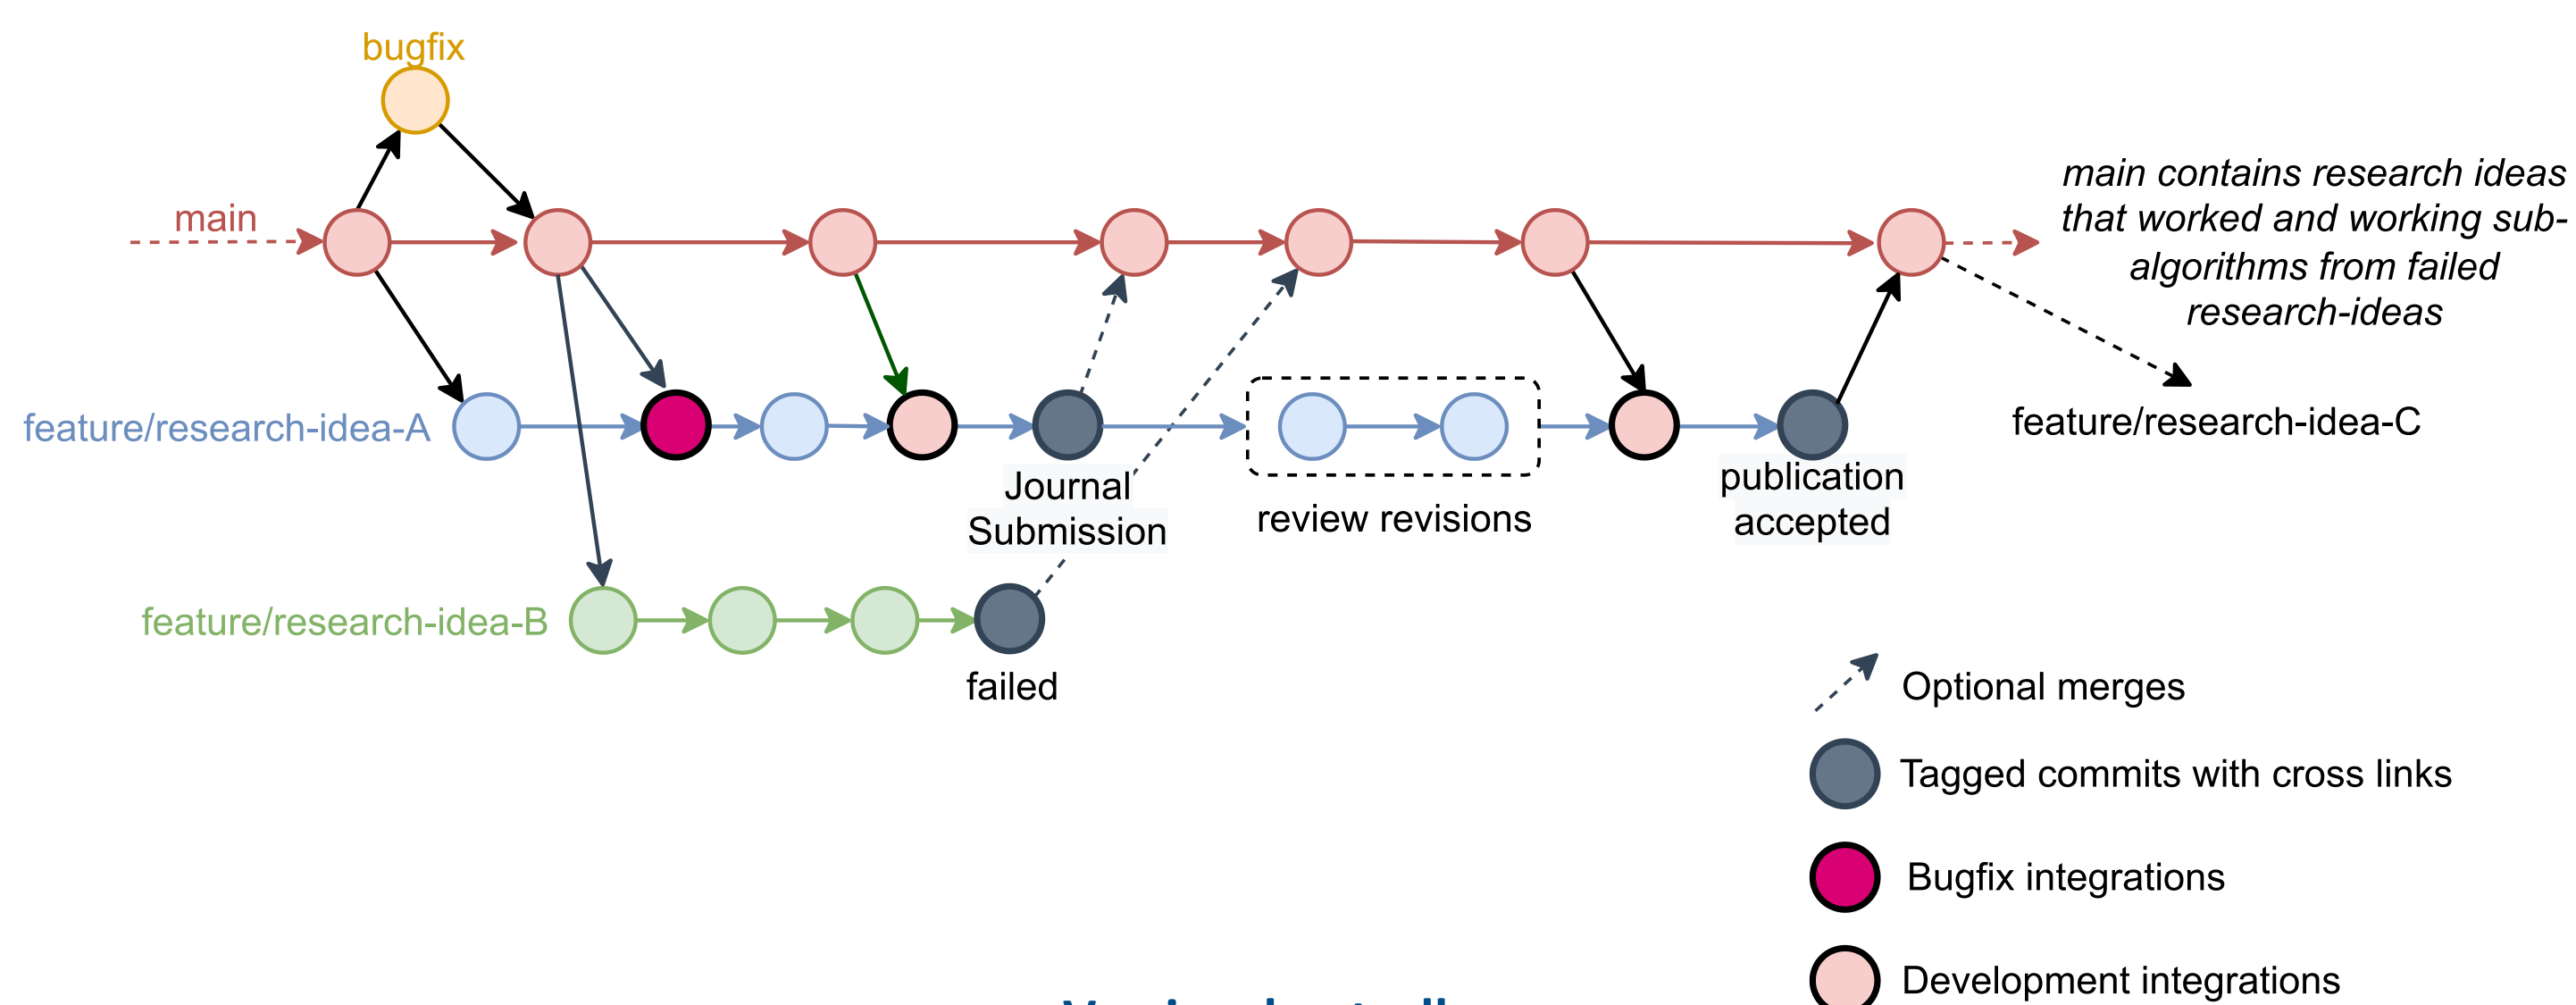 bugfix
main
main contains research ideas
that worked and working sub-
algorithms from failed
research-ideas
feature/research-idea-A
feature/research-idea-C
Journal
Submission
review revisions
publication
accepted
feature/research-idea-B
failed
Optional merges
Tagged commits with cross links
Bugfix integrations
Development integrations